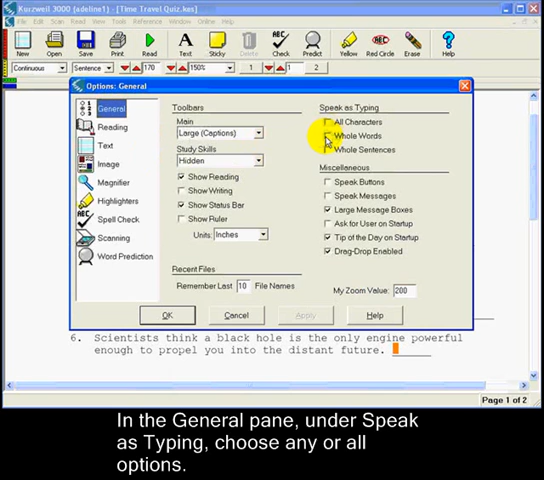 Kurzweil 3000 {adeline1} - [Time Travel Quiz.kes]
File Edit Scan Read View Tools Reference Window Online Help
New Open Save Print Read Text Sticky Check Predict Yellow Red Circle Erase Help
Continuous Sentence 170 150% 1 1 2
Options: General
General
Reading
Text
Image
Magnifier
Highlighters
Spell Check
Scanning
Word Prediction
Toolbars
Main
Large (Captions)
Study Skills
Hidden
Show Reading
Show Writing
Show Status Bar
Show Ruler
Units: Inches
Recent Files
Remember Last 10 File Names
Speak as Typing
All Characters
Whole Words
Whole Sentences
Miscellaneous
Speak Buttons
Speak Messages
Large Message Boxes
Ask for User on Startup
Tip of the Day on Startup
Drag-Drop Enabled
My Zoom Value: 200
OK Cancel Apply Help
6. Scientists think a black hole is the only engine powerful
enough to propel you into the distant future.
Page 1 of 2
In the General pane, under Speak
as Typing, choose any or all
options.